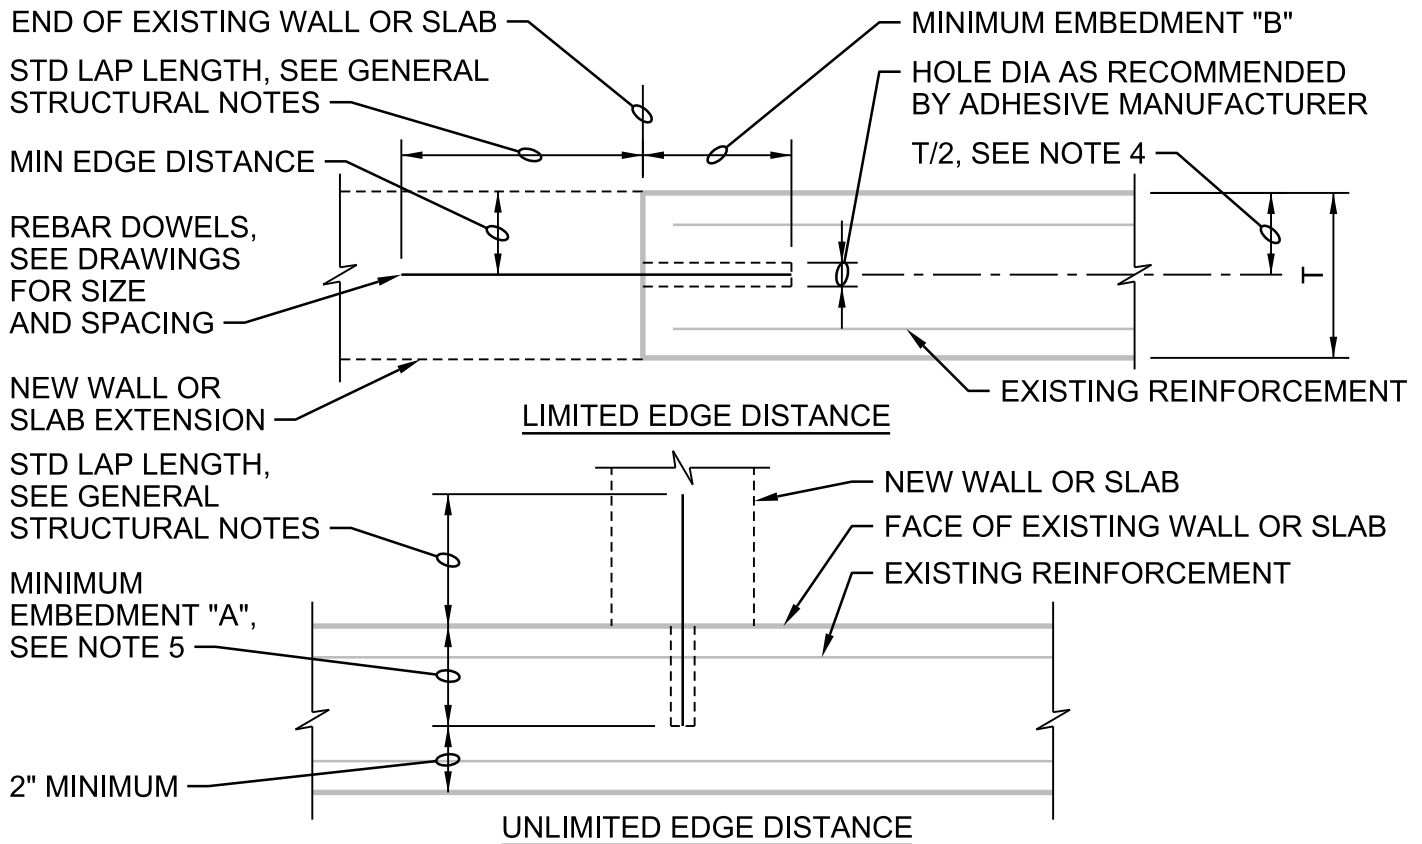 END OF EXISTING WALL OR SLAB
STD LAP LENGTH, SEE GENERAL
STRUCTURAL NOTES
MIN EDGE DISTANCE
REBAR DOWELS,
SEE DRAWINGS
FOR SIZE
AND SPACING
NEW WALL OR
SLAB EXTENSION
MINIMUM EMBEDMENT "B"
HOLE DIA AS RECOMMENDED
BY ADHESIVE MANUFACTURER
T/2, SEE NOTE 4
T
EXISTING REINFORCEMENT
LIMITED EDGE DISTANCE
STD LAP LENGTH,
SEE GENERAL
STRUCTURAL NOTES
MINIMUM
EMBEDMENT "A",
SEE NOTE 5
2" MINIMUM
NEW WALL OR SLAB
FACE OF EXISTING WALL OR SLAB
EXISTING REINFORCEMENT
UNLIMITED EDGE DISTANCE